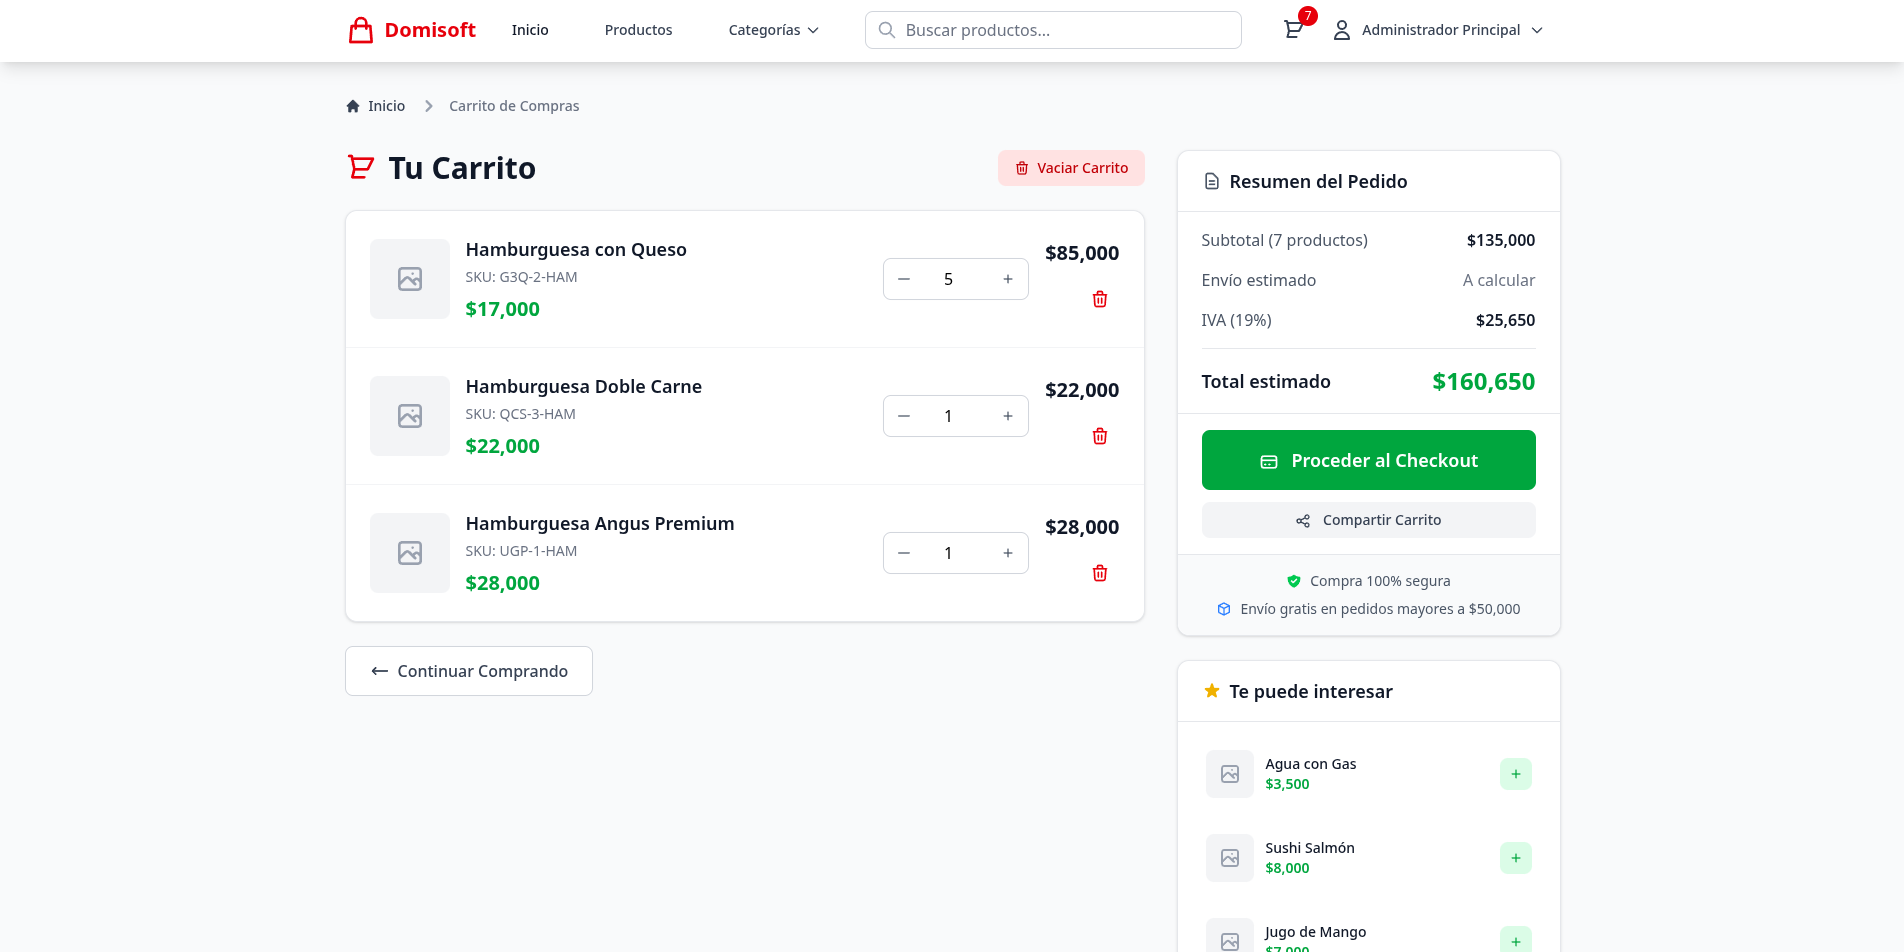 Domisoft
Inicio
Productos
Categorías
Buscar productos...
7
Administrador Principal
Inicio
Carrito de Compras
Tu Carrito
Vaciar Carrito
Hamburguesa con Queso
SKU: G3Q-2-HAM
$17,000
5
$85,000
Hamburguesa Doble Carne
SKU: QCS-3-HAM
$22,000
1
$22,000
Hamburguesa Angus Premium
SKU: UGP-1-HAM
$28,000
1
$28,000
Continuar Comprando
Resumen del Pedido
Subtotal (7 productos) $135,000
Envío estimado A calcular
IVA (19%) $25,650
Total estimado $160,650
Proceder al Checkout
Compartir Carrito
Compra 100% segura
Envío gratis en pedidos mayores a $50,000
Te puede interesar
Agua con Gas
$3,500
Sushi Salmón
$8,000
Jugo de Mango
$7,000